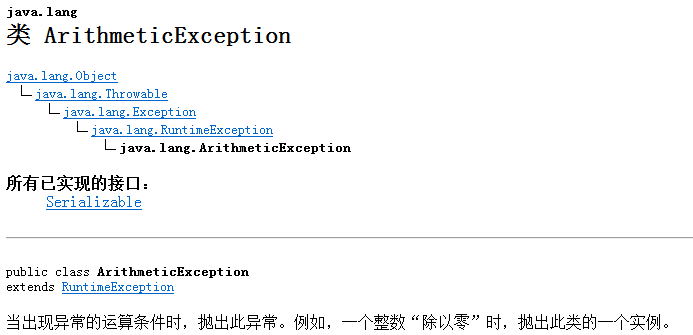 java.lang
类 ArithmeticException
java.lang.Object
java.lang.Throwable
java.lang.Exception
java.lang.RuntimeException
java.lang.ArithmeticException
所有已实现的接口：
Serializable
public class ArithmeticException
extends RuntimeException
当出现异常的运算条件时，抛出此异常。例如，一个整数“除以零”时，抛出此类的一个实例。